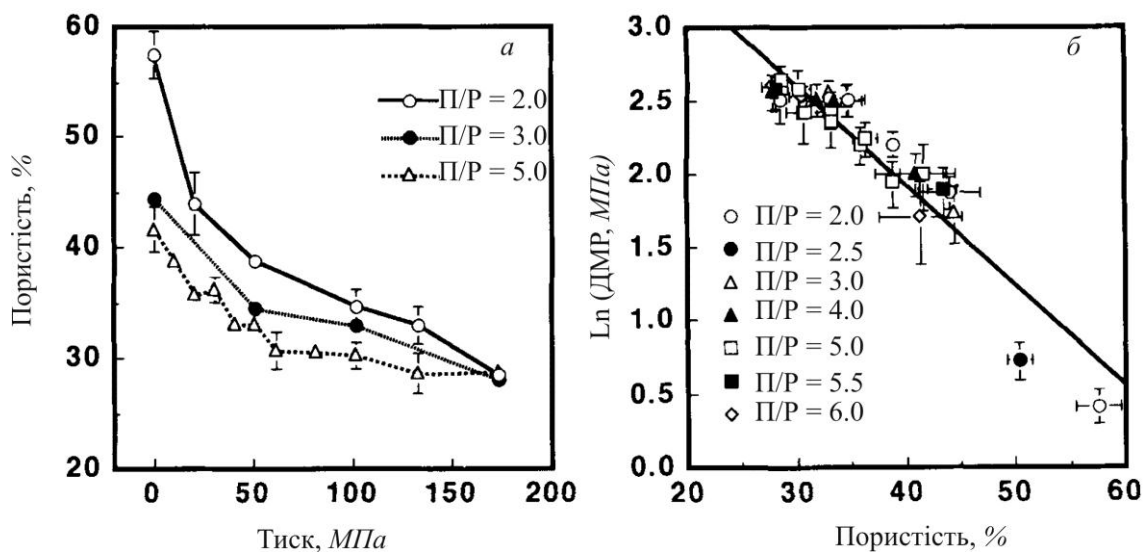 60
50
40
30
20
Пористість, %
а
П/Р = 2.0
П/Р = 3.0
П/Р = 5.0
0
50
100
150
200
Тиск, МПа
3.0
2.5
2.0
1.5
1.0
0.5
0.0
Ln (ДМР, МПа)
б
П/Р = 2.0
П/Р = 2.5
П/Р = 3.0
П/Р = 4.0
П/Р = 5.0
П/Р = 5.5
П/Р = 6.0
20
30
40
50
60
Пористість, %